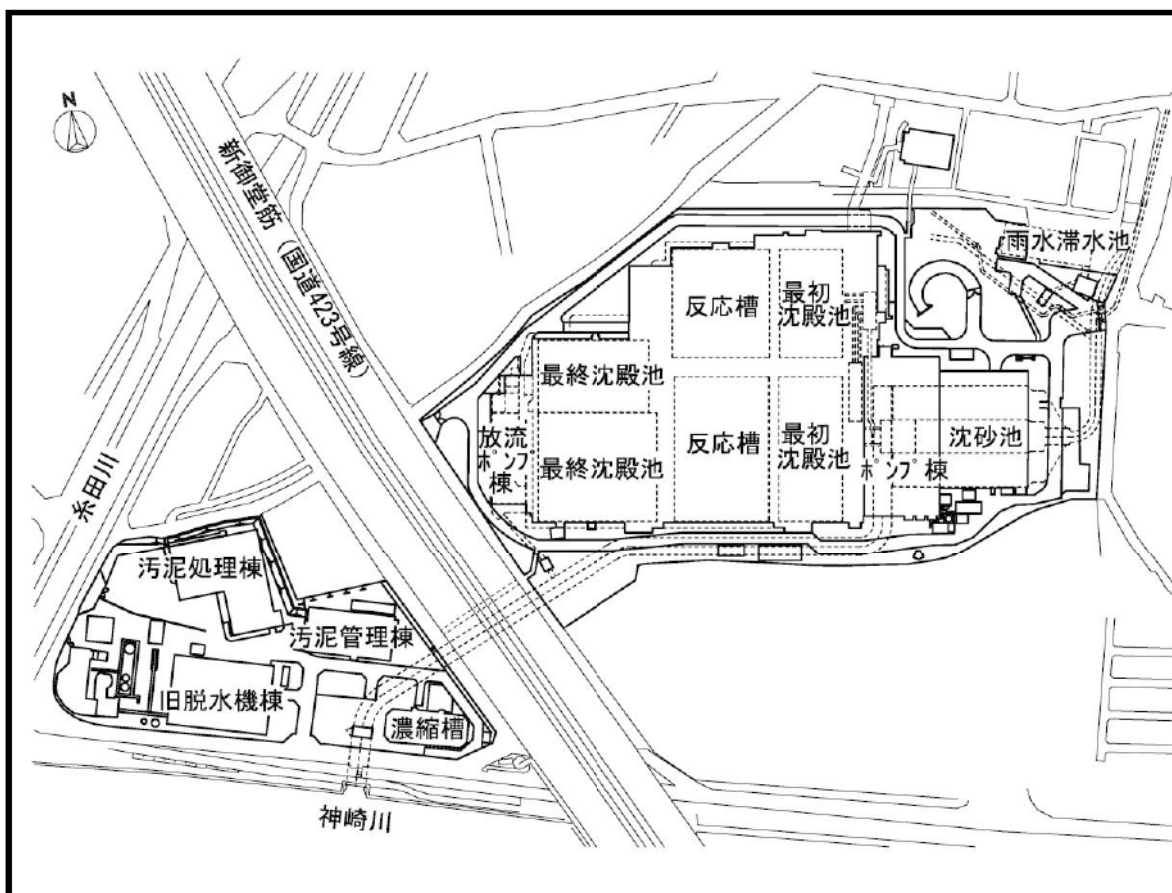 N
新御堂筋(国道423号線)
雨水滞水池
反応槽
最初
沈殿池
最終沈殿池
放流
ﾎﾟﾝﾌﾟ
棟
最終沈殿池
反応槽
最初
沈殿池
ﾎﾟﾝﾌﾟ棟
沈砂池
糸田川
汚泥処理棟
汚泥管理棟
旧脱水機棟
濃縮槽
神崎川